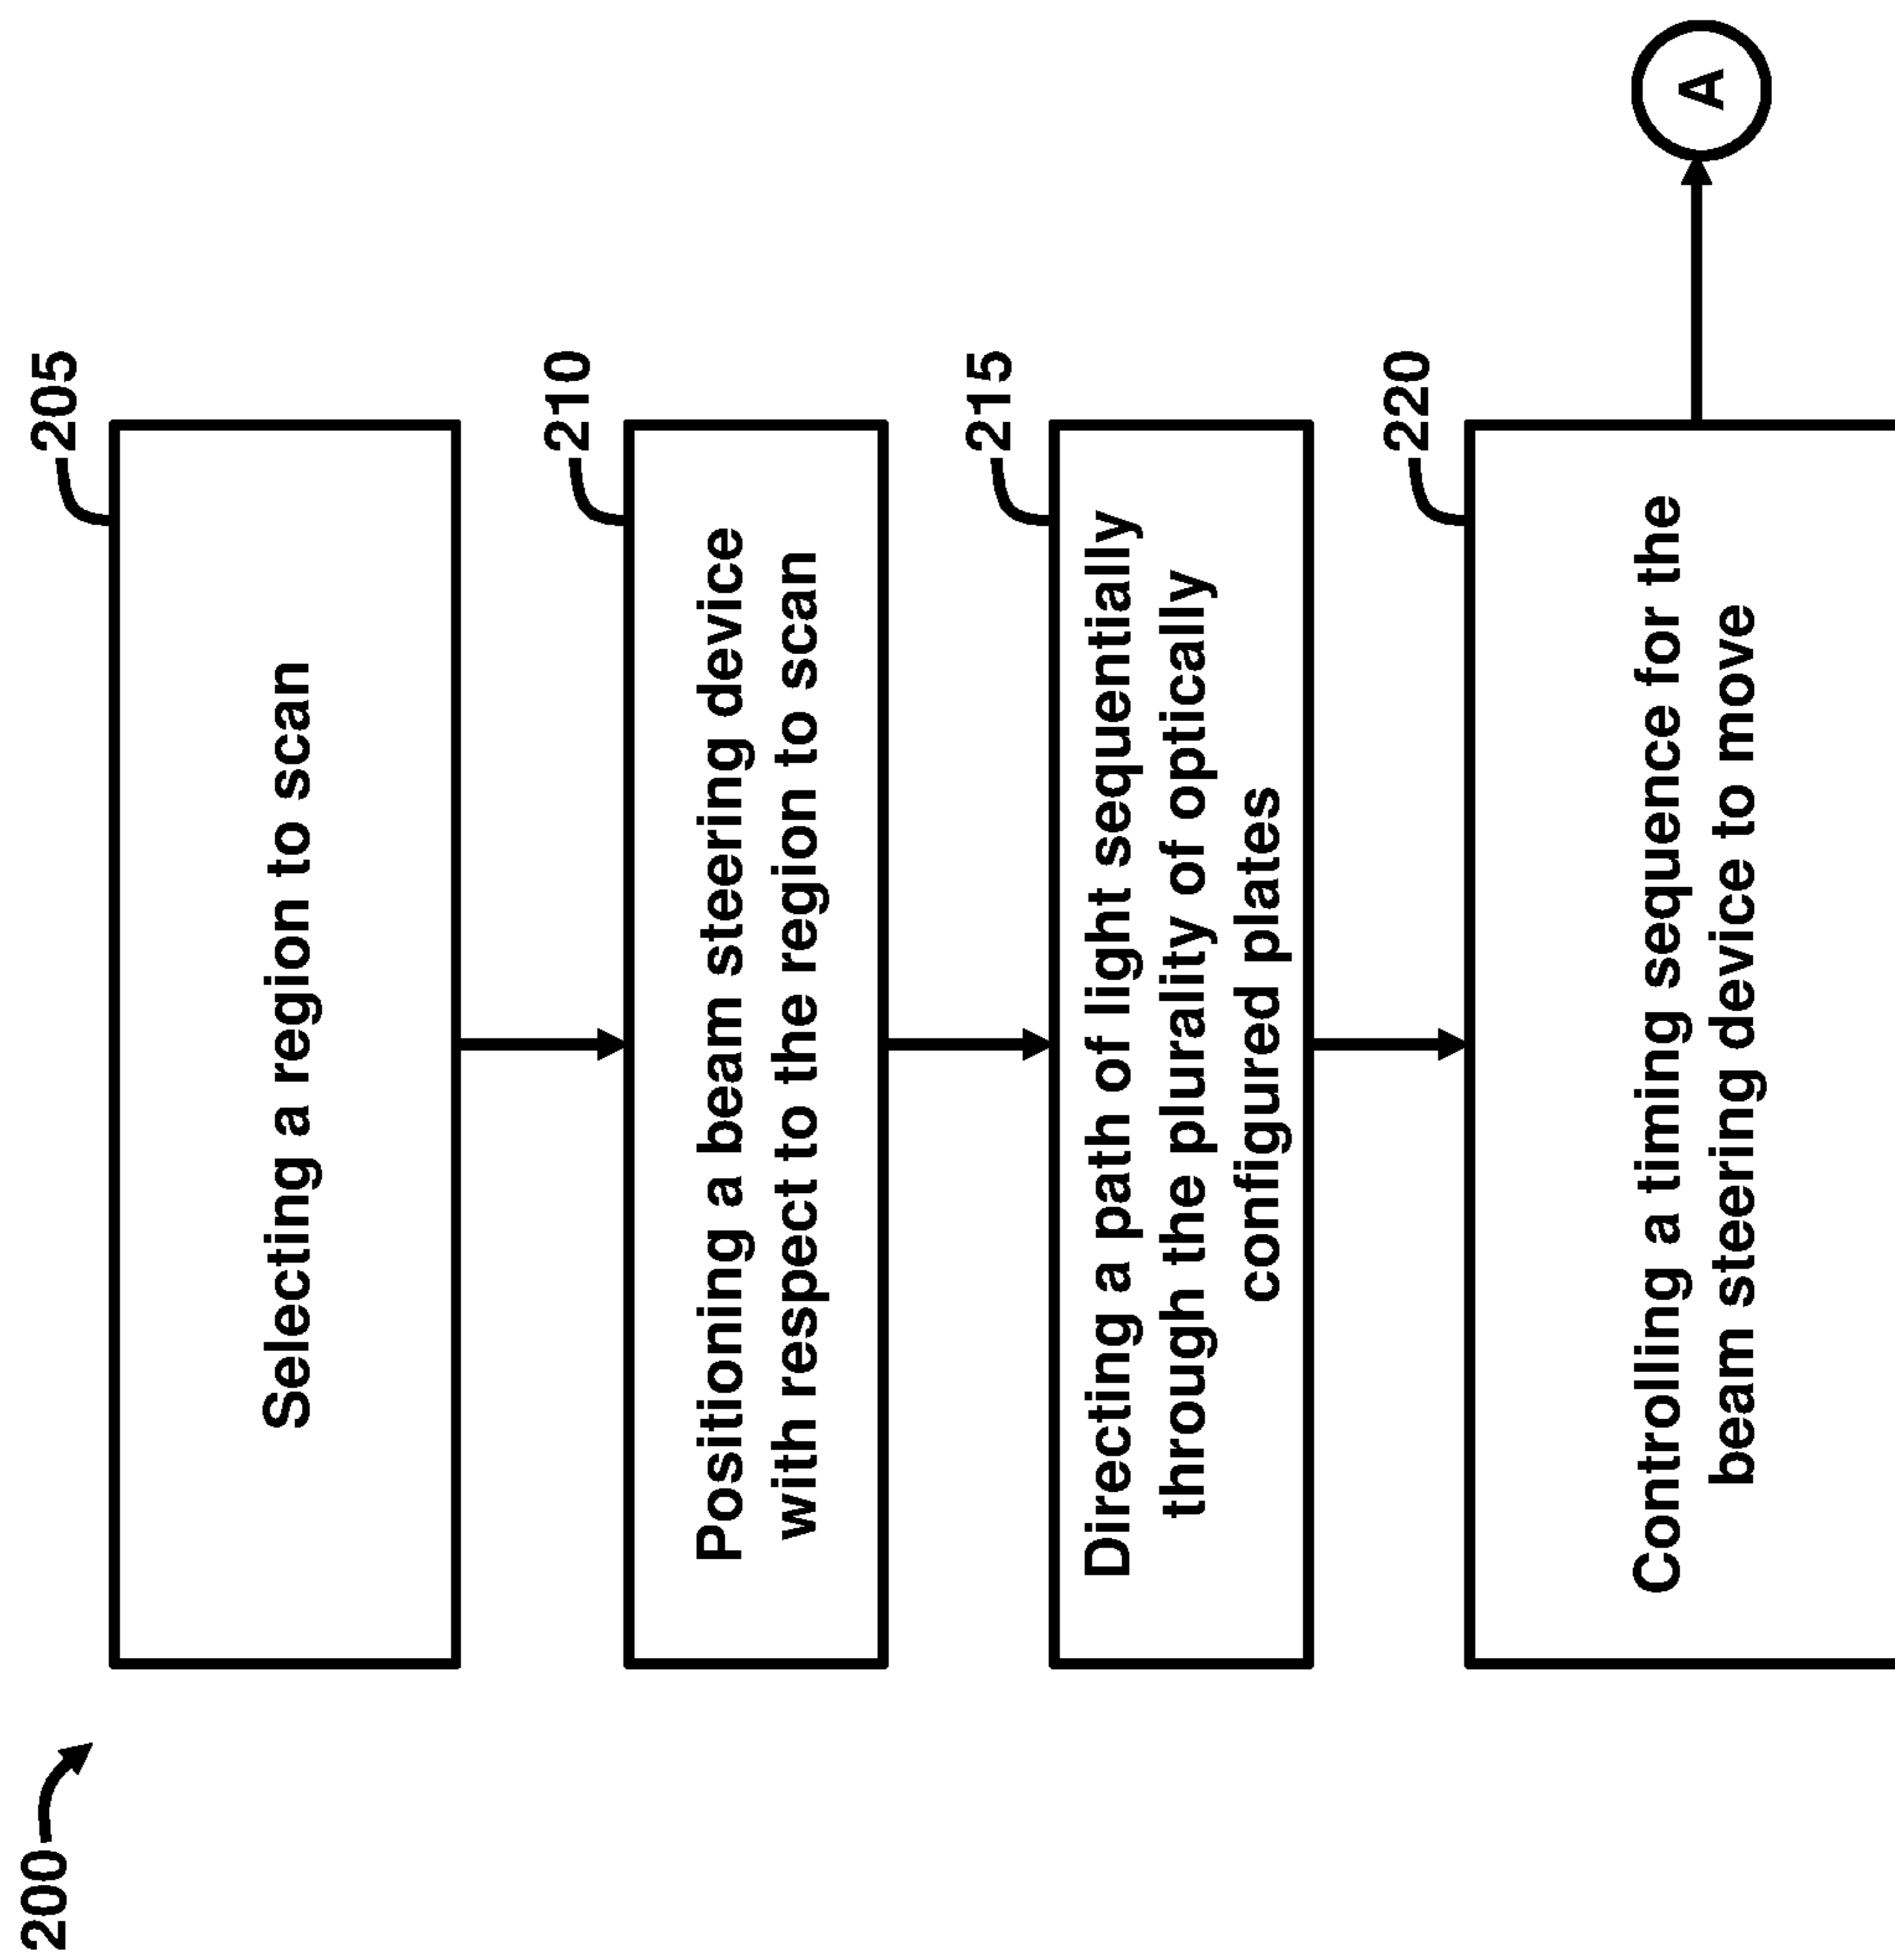 200
205
Selecting a region to scan
210
Positioning a beam steering device
with respect to the region to scan
215
Directing a path of light sequentially
through the plurality of optically
configured plates
220
Controlling a timing sequence for the
beam steering device to move
A